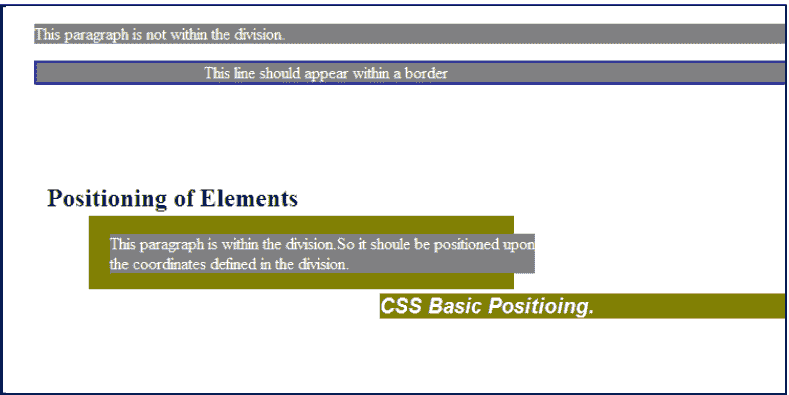 This paragraph is not within the division.
This line should appear within a border
Positioning of Elements
This paragraph is within the division.So it shoule be positioned upon
the coordinates defined in the division.
CSS Basic Positioing.